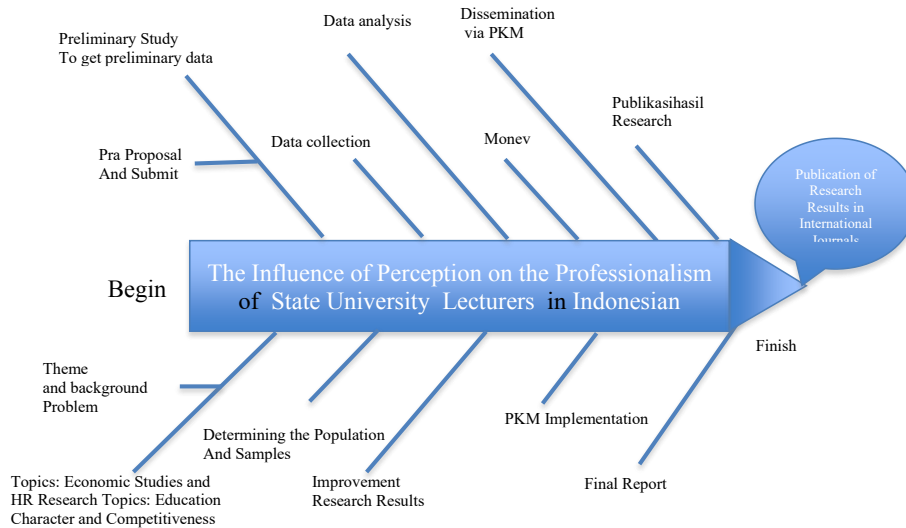 Data analysis
Dissemination
via PKM
Preliminary Study
To get preliminary data
Publikasihasil
Research
Data collection
Monev
Pra Proposal
And Submit
Publication of
Research
Results in
International
Journals
The Influence of Perception on the Professionalism
of State University Lecturers in Indonesian
Begin
Finish
Theme
and background
Problem
PKM Implementation
Determining the Population
And Samples
Topics: Economic Studies and
HR Research Topics: Education
Character and Competitiveness
Improvement
Research Results
Final Report